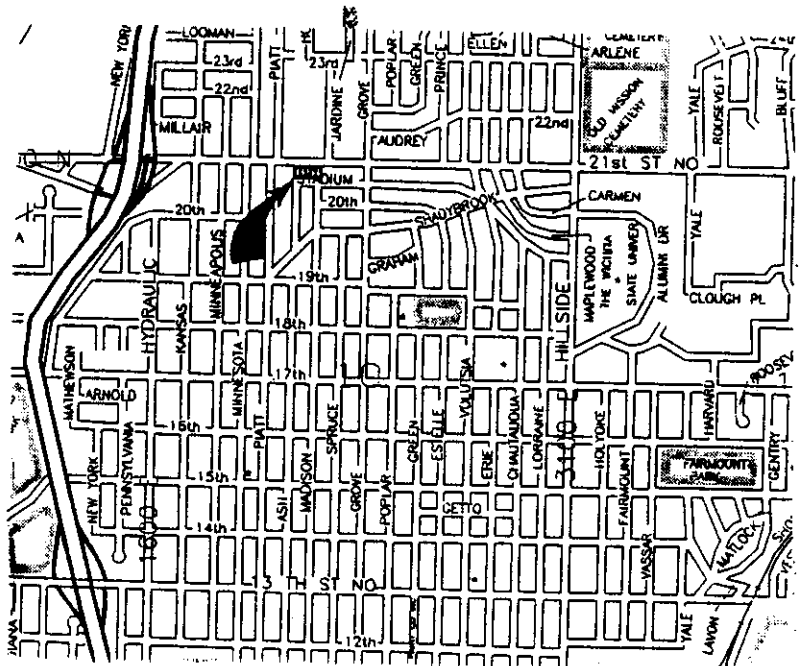 LOOMAN
CEMETERY
ELLEN
ARLENE
NEW YORK
PIATT
23rd
23rd
POPLAR
GREEN
PRINCE
22nd
JARDINE
GROVE
YALE
ROOSEVELT
BLUFF
OLD MISSION
CEMETERY
MILLAIR
22nd
AUDREY
21st ST NO
STADIUM
CARMEN
20th
20th
SHADYBROOK
YALE
MINNEAPOLIS
GRAHAM
MAPLEWOOD
THE WICHITA
STATE UNIVER
ALUMNI DR
19th
HYDRAULIC
KANSAS
CLOUGH PL
HILLSIDE
18th
MATHEWSON
MINNESOTA
17th
VOLUTSIA
ROOSEV
ARNOLD
HARVARD
16th
PIATT
SPRUCE
GREEN
ESTELLE
CHAUTAUQUA
LORRAINE
3100
HOLYOKE
PENNSYLVANIA
NEW YORK
15th
MADISON
GROVE
POPLAR
ERIE
FAIRMOUNT
FAIRMOUNT
PARK
GENTRY
ASH
GETTO
1600
14th
VASSAR
MATLOCK
13 TH ST NO
12th
YALE
LAVON